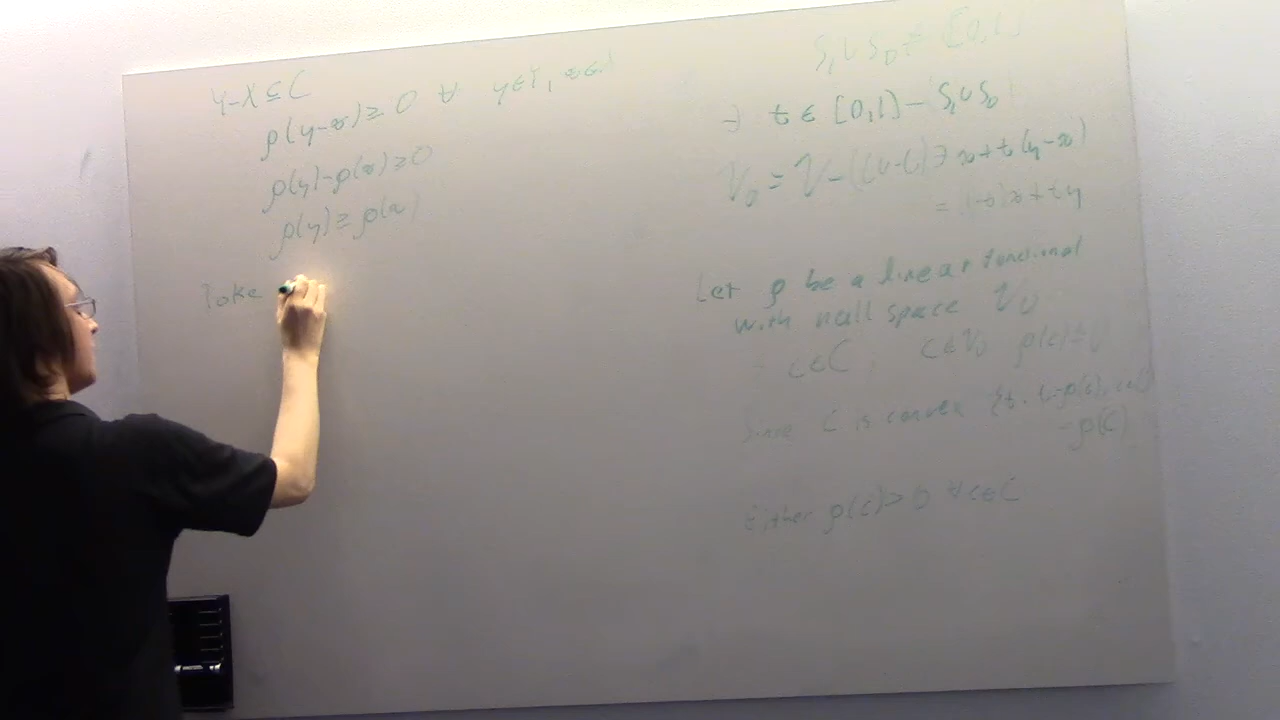 Y-X ⊆ C
ρ(y-x) ≥ 0 ∀ y∈Y, x∈X
ρ(y)-ρ(x) ≥ 0
ρ(y) ≥ ρ(x)
Take
S₁∪S₀ ≠ [0,1]
∃ t ∈ [0,1] - (S₁∪S₀)
V₀ = V-(CU-C) ∋ x+t(y-x)
= (1-t)x+ty
Let ρ be a linear functional
with null space V₀
c∈C, c∉V₀
Since C is convex
= ρ(C)
Either ρ(c)>0 ∀c∈C